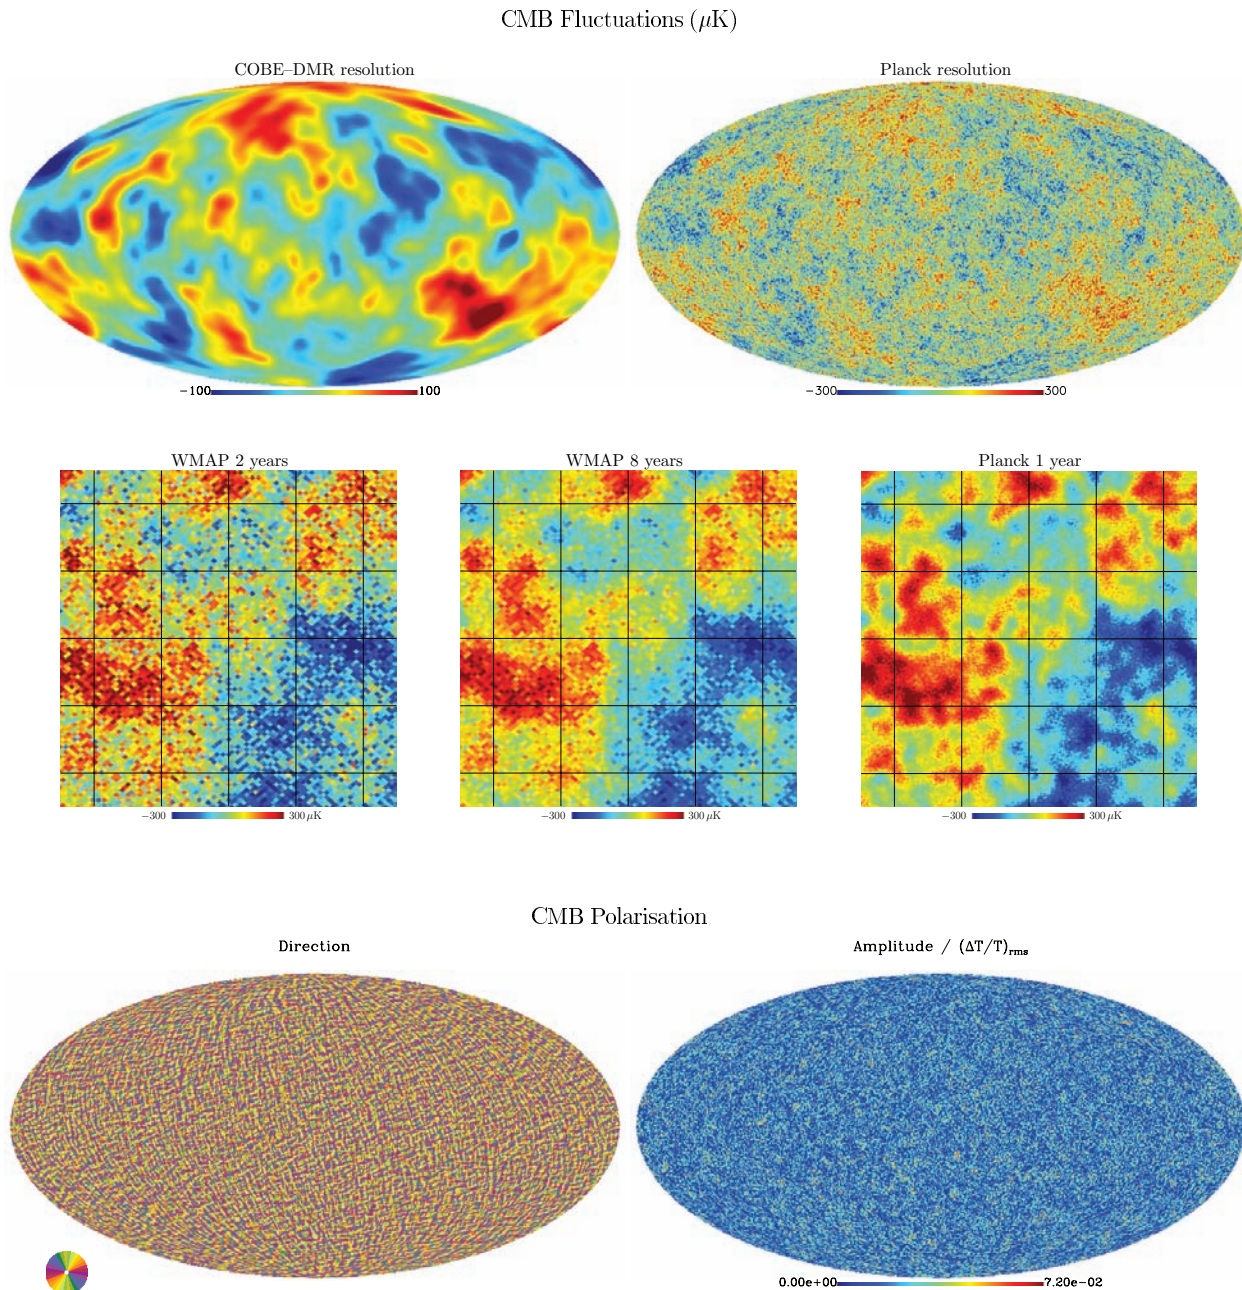 CMB Fluctuations (μK)
COBE–DMR resolution
Planck resolution
−100
100
−300
300
WMAP 2 years
WMAP 8 years
Planck 1 year
−300
300 μK
−300
300 μK
−300
300 μK
CMB Polarisation
Direction
Amplitude / (ΔT/T)rms
0.00e+00
7.20e−02